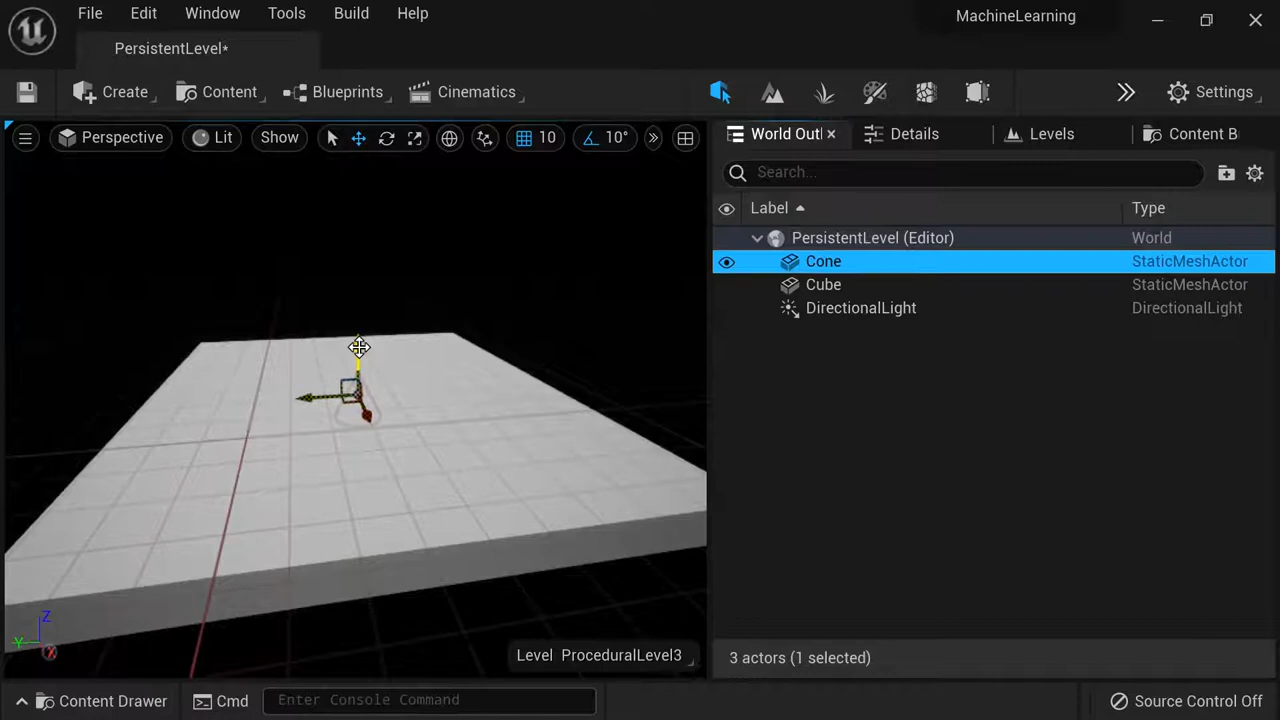 File Edit Window Tools Build Help
MachineLearning
PersistentLevel*
Create Content Blueprints Cinematics Settings
Perspective Lit Show 10 10°
World Outl Details Levels Content B
Search...
Label Type
PersistentLevel (Editor) World
Cone StaticMeshActor
Cube StaticMeshActor
DirectionalLight DirectionalLight
Z
Y
X
Level ProceduralLevel3
3 actors (1 selected)
Content Drawer Cmd Enter Console Command Source Control Off